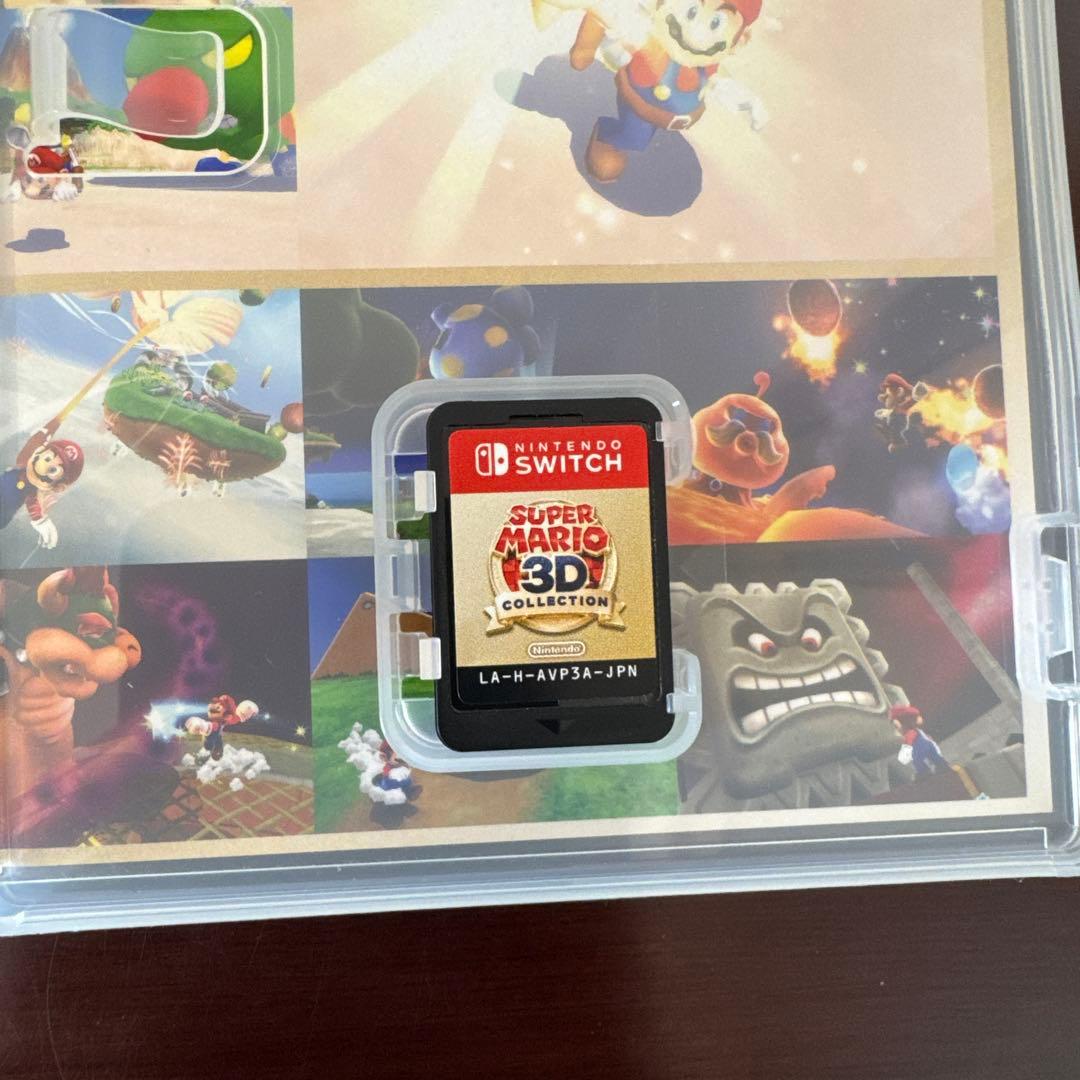 NINTENDO
SWITCH
SUPER
MARIO
3D
COLLECTION
Nintendo
LA-H-AVP3A-JPN